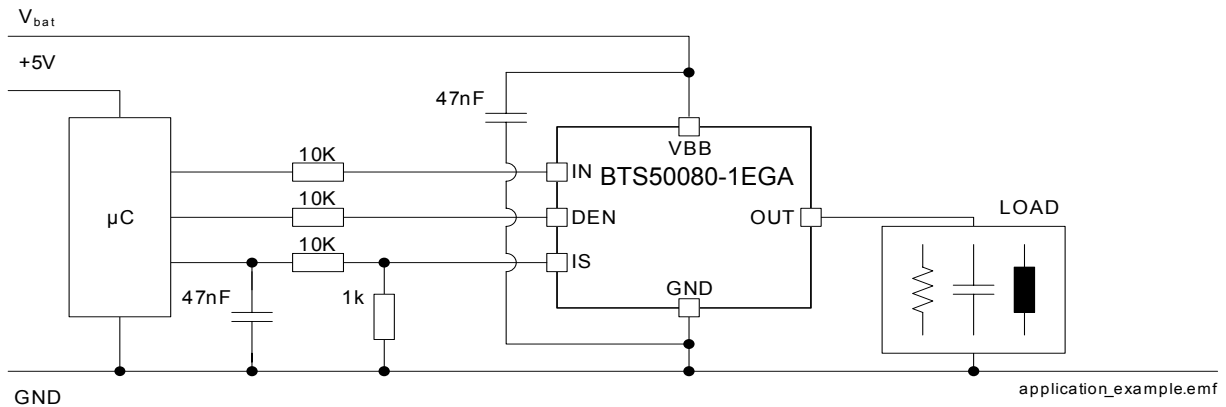 Vbat
+5V
47nF
VBB
10K
IN
BTS50080-1EGA
µC
10K
DEN
OUT
LOAD
10K
IS
47nF
1k
GND
GND
application_example.emf